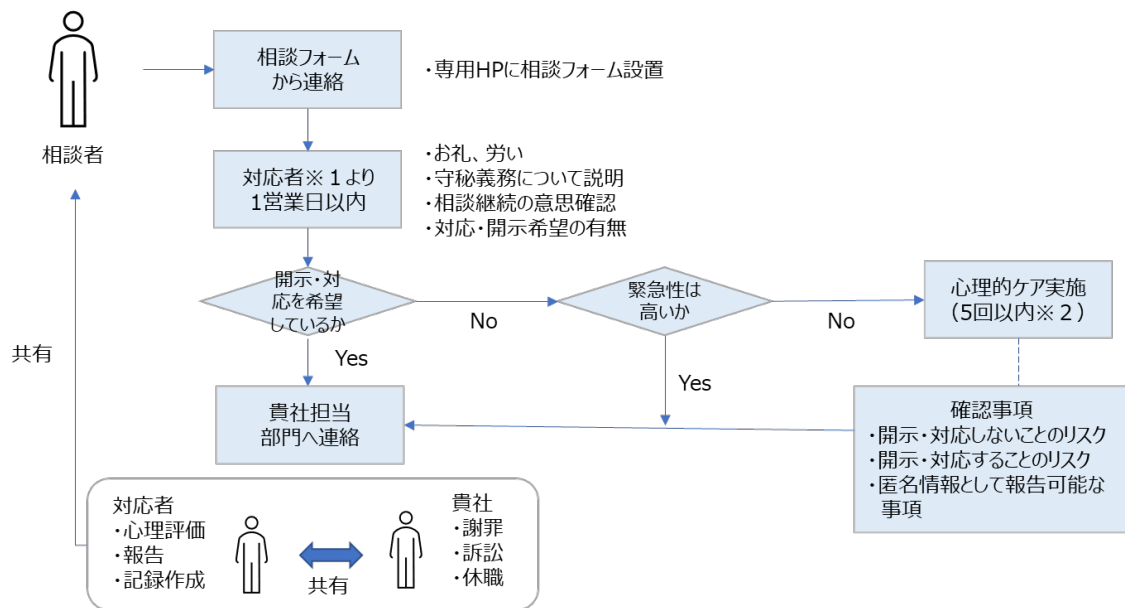 相談フォーム
から連絡
・専用HPに相談フォーム設置
相談者
対応者※１より
1営業日以内
・お礼、労い
・守秘義務について説明
・相談継続の意思確認
・対応・開示希望の有無
開示・対
応を希望
しているか
No
緊急性は
高いか
No
心理的ケア実施
（5回以内※２）
共有
Yes
Yes
貴社担当
部門へ連絡
確認事項
・開示・対応しないことのリスク
・開示・対応することのリスク
・匿名情報として報告可能な
事項
対応者
・心理評価
・報告
・記録作成
共有
貴社
・謝罪
・訴訟
・休職